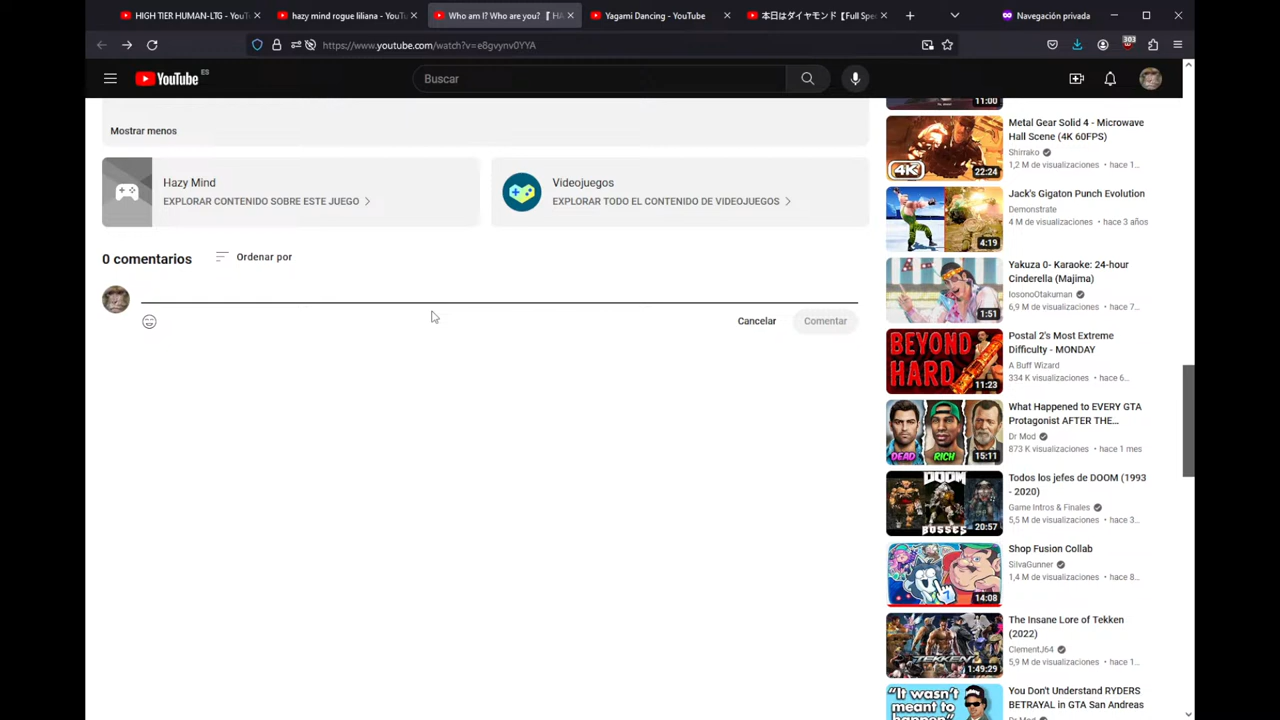 HIGH TIER HUMAN-LTG - YouT
hazy mind rogue liliana - YouTu
Who am I? Who are you? 『 HA
Yagami Dancing - YouTube
本日はダイヤモンド【Full Spe
Navegación privada
https://www.youtube.com/watch?v=e8gvynv0YYA
303
YouTube ES
Buscar
Mostrar menos
Hazy Mind
EXPLORAR CONTENIDO SOBRE ESTE JUEGO
Videojuegos
EXPLORAR TODO EL CONTENIDO DE VIDEOJUEGOS
0 comentarios
Ordenar por
Cancelar
Comentar
11:00
4K
22:24
Metal Gear Solid 4 - Microwave
Hall Scene (4K 60FPS)
Shirrako
1,2 M de visualizaciones • hace 1...
4:19
Jack's Gigaton Punch Evolution
Demonstrate
4 M de visualizaciones • hace 3 años
1:51
Yakuza 0- Karaoke: 24-hour
Cinderella (Majima)
IosonoOtakuman
6,9 M de visualizaciones • hace 7...
BEYOND
HARD
11:23
Postal 2's Most Extreme
Difficulty - MONDAY
A Buff Wizard
334 K visualizaciones • hace 6...
DEAD
RICH
15:11
What Happened to EVERY GTA
Protagonist AFTER THE...
Dr Mod
873 K visualizaciones • hace 1 mes
DOOM
BOSSES
20:57
Todos los jefes de DOOM (1993
- 2020)
Game Intros & Finales
5,5 M de visualizaciones • hace 3...
7
14:08
Shop Fusion Collab
SilvaGunner
1,4 M de visualizaciones • hace 8...
TEKKEN
1:49:29
The Insane Lore of Tekken
(2022)
ClementJ64
5,9 M de visualizaciones • hace 1...
"It wasn't
meant to
You Don't Understand RYDERS
BETRAYAL in GTA San Andreas